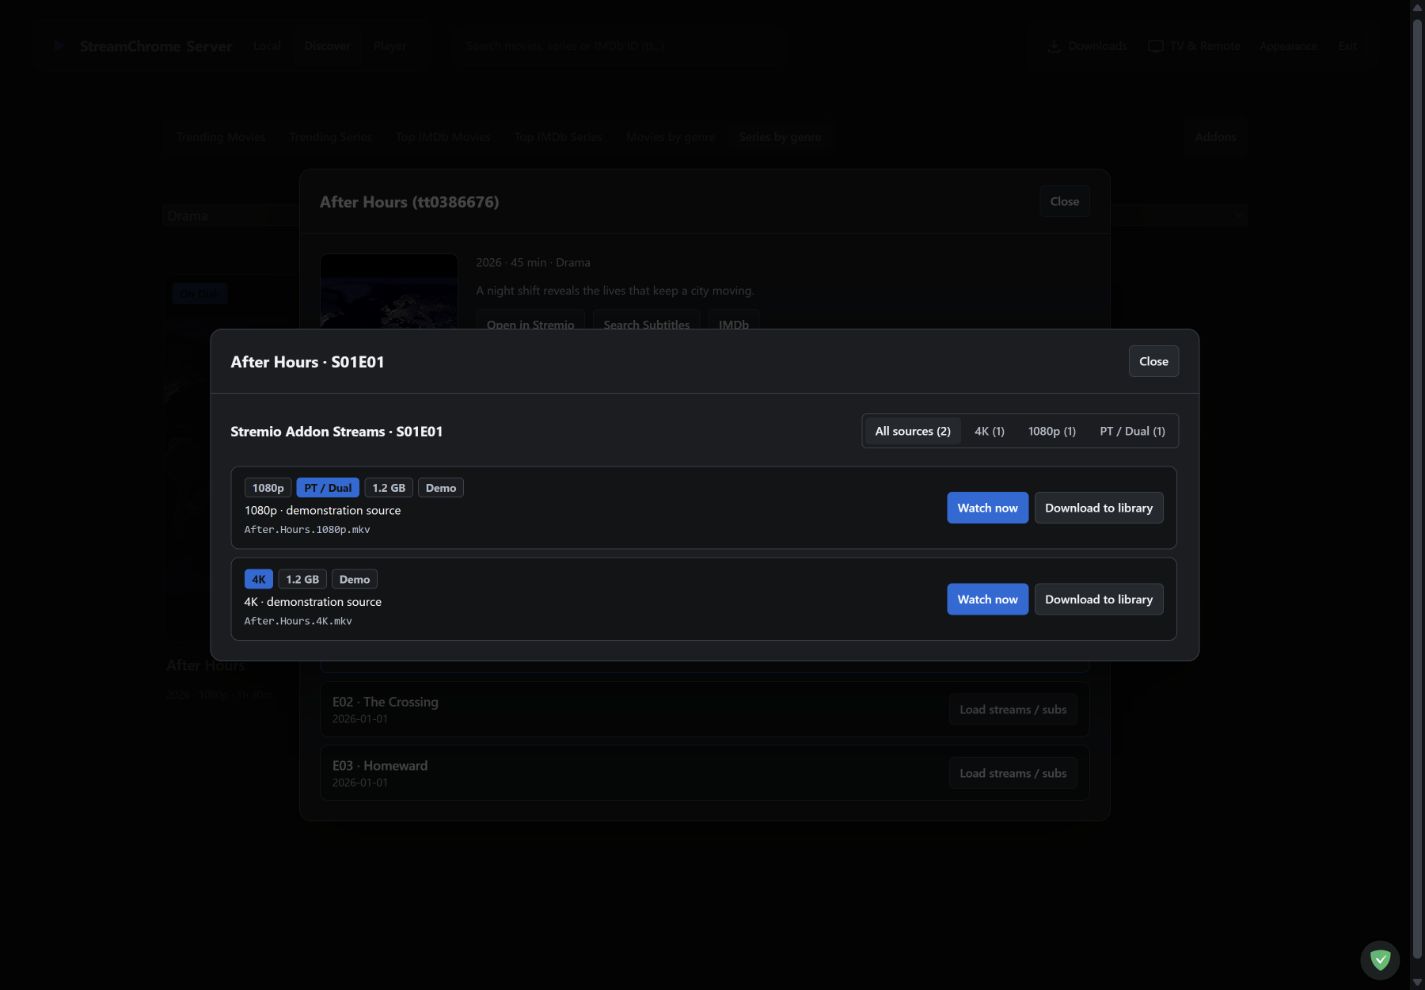 StreamChrome Server Local Discover Player Search movies, series or IMDb ID (tt...) Downloads TV & Remote Appearance Exit
Trending Movies Trending Series Top IMDb Movies Top IMDb Series Movies by genre Series by genre Addons
After Hours (tt0386676) Close
Drama
2026 · 45 min · Drama
A night shift reveals the lives that keep a city moving.
On Disk
Open in Stremio Search Subtitles IMDb
After Hours · S01E01 Close
Stremio Addon Streams · S01E01 All sources (2) 4K (1) 1080p (1) PT / Dual (1)
1080p PT / Dual 1.2 GB Demo
1080p · demonstration source
After.Hours.1080p.mkv
Watch now Download to library
4K 1.2 GB Demo
4K · demonstration source
After.Hours.4K.mkv
Watch now Download to library
After Hours
2026 · 1080p · 1h 30m
E02 · The Crossing
2026-01-01
Load streams / subs
E03 · Homeward
2026-01-01
Load streams / subs